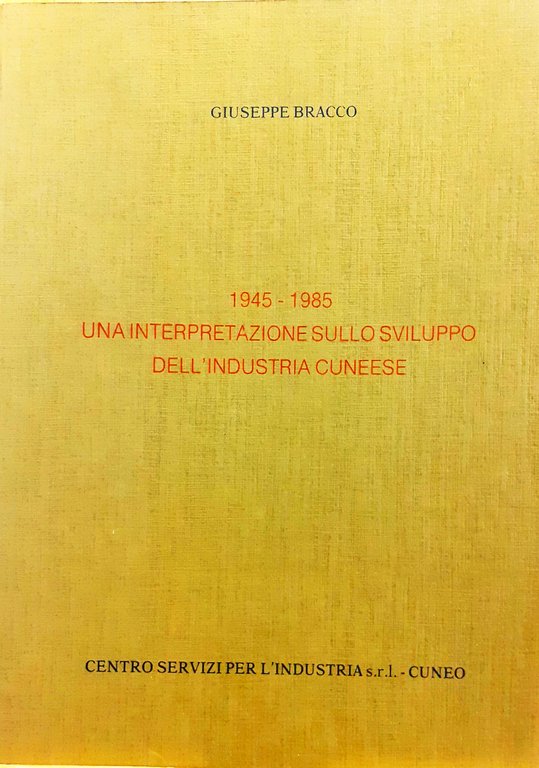 GIUSEPPE BRACCO
1945 - 1985
UNA INTERPRETAZIONE SULLO SVILUPPO
DELL'INDUSTRIA CUNEESE
CENTRO SERVIZI PER L'INDUSTRIA s.r.l. - CUNEO